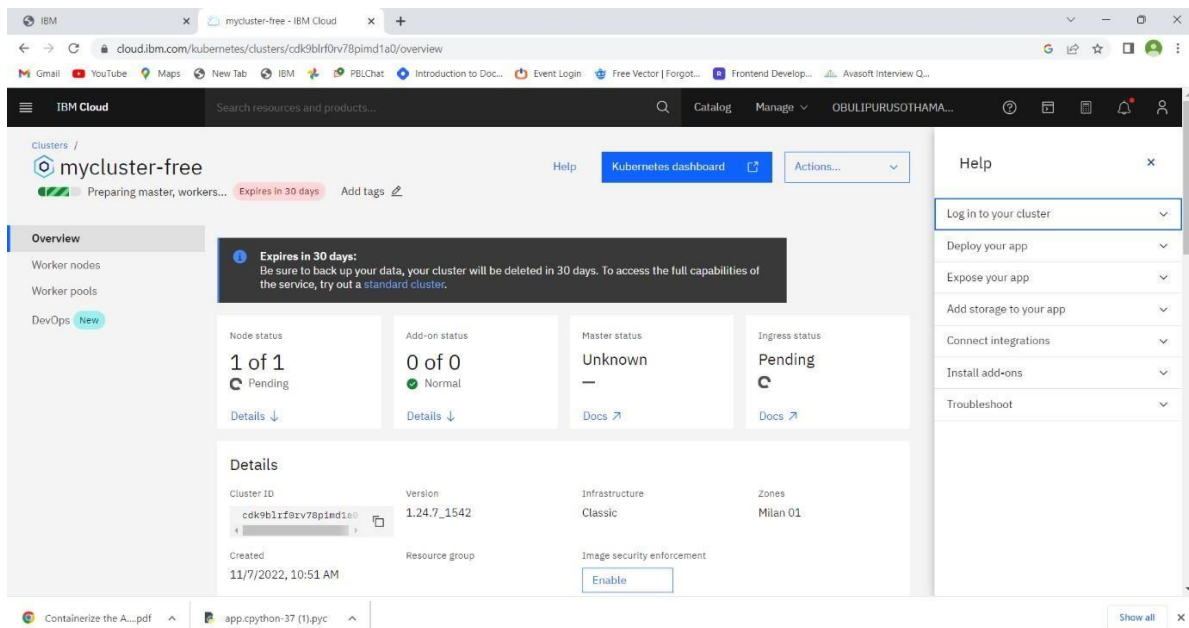 IBM
mycluster-free - IBM Cloud
cloud.ibm.com/kubernetes/clusters/cdk9blrf0rv78pimd1a0/overview
Gmail YouTube Maps New Tab IBM PBLChat Introduction to Doc... Event Login Free Vector | Forgot... Frontend Develop... Avasoft Interview Q...
IBM Cloud Search resources and products... Catalog Manage OBULIPURUSOTHAMA...
Clusters /
mycluster-free
Preparing master, workers... Expires in 30 days Add tags
Help Kubernetes dashboard Actions...
Overview
Worker nodes
Worker pools
DevOps New
Expires in 30 days:
Be sure to back up your data, your cluster will be deleted in 30 days. To access the full capabilities of
the service, try out a standard cluster.
Node status
1 of 1
Pending
Details ↓
Add-on status
0 of 0
Normal
Details ↓
Master status
Unknown
—
Docs ↗
Ingress status
Pending
Docs ↗
Details
Cluster ID
cdk9blrf0rv78pimd1a0
Version
1.24.7_1542
Infrastructure
Classic
Zones
Milan 01
Created
11/7/2022, 10:51 AM
Resource group
Image security enforcement
Enable
Help
Log in to your cluster
Deploy your app
Expose your app
Add storage to your app
Connect integrations
Install add-ons
Troubleshoot
Containerize the A....pdf
app.cpython-37 (1).pyc
Show all